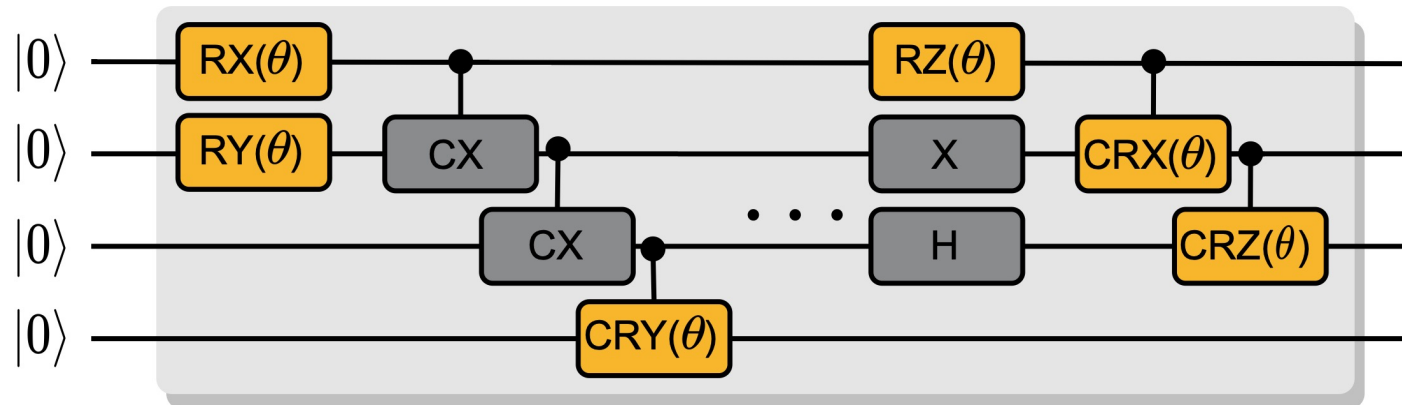 |0⟩ RX(θ) RZ(θ)
|0⟩ RY(θ) CX X CRX(θ)
|0⟩ CX . . . H CRZ(θ)
|0⟩ CRY(θ)